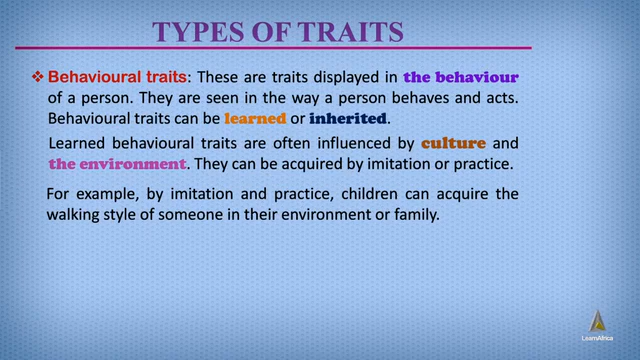 TYPES OF TRAITS
❖ Behavioural traits: These are traits displayed in the behaviour
of a person. They are seen in the way a person behaves and acts.
Behavioural traits can be learned or inherited.
Learned behavioural traits are often influenced by culture and
the environment. They can be acquired by imitation or practice.
For example, by imitation and practice, children can acquire the
walking style of someone in their environment or family.
LearnAfrica